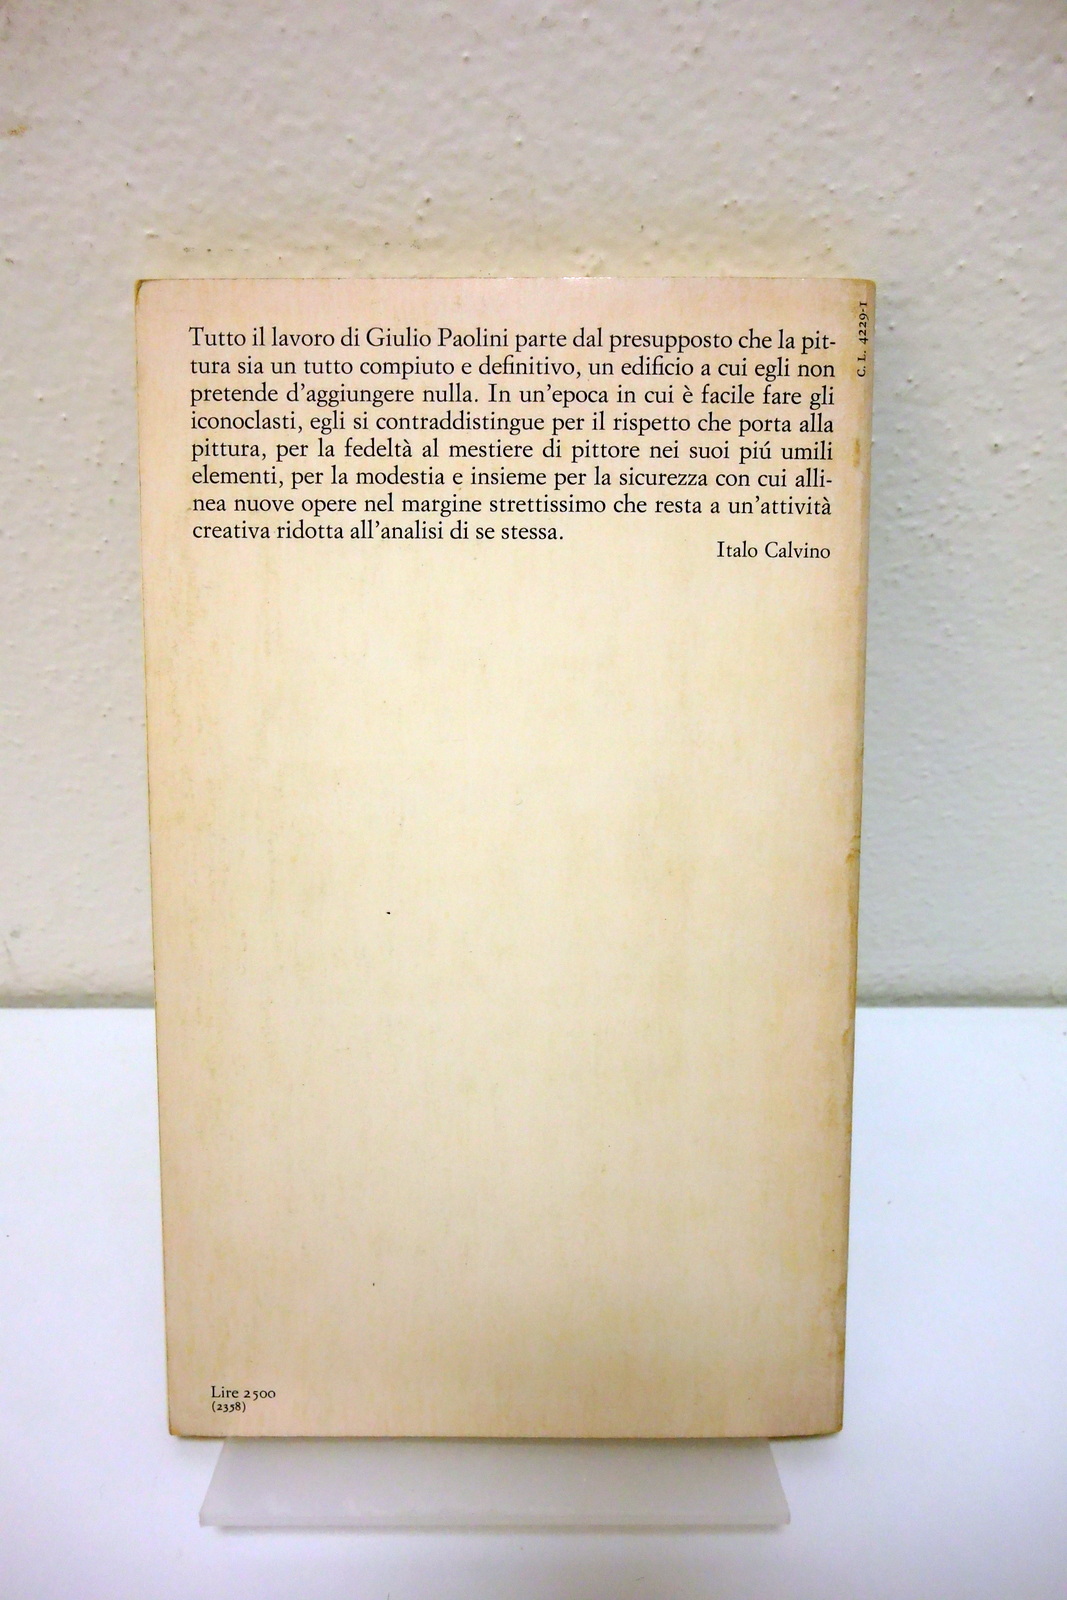 Tutto il lavoro di Giulio Paolini parte dal presupposto che la pit-
tura sia un tutto compiuto e definitivo, un edificio a cui egli non
pretende d'aggiungere nulla. In un'epoca in cui è facile fare gli
iconoclasti, egli si contraddistingue per il rispetto che porta alla
pittura, per la fedeltà al mestiere di pittore nei suoi piú umili
elementi, per la modestia e insieme per la sicurezza con cui alli-
nea nuove opere nel margine strettissimo che resta a un'attività
creativa ridotta all'analisi di se stessa.
Italo Calvino
C. L. 4229-1
Lire 2500
(2358)